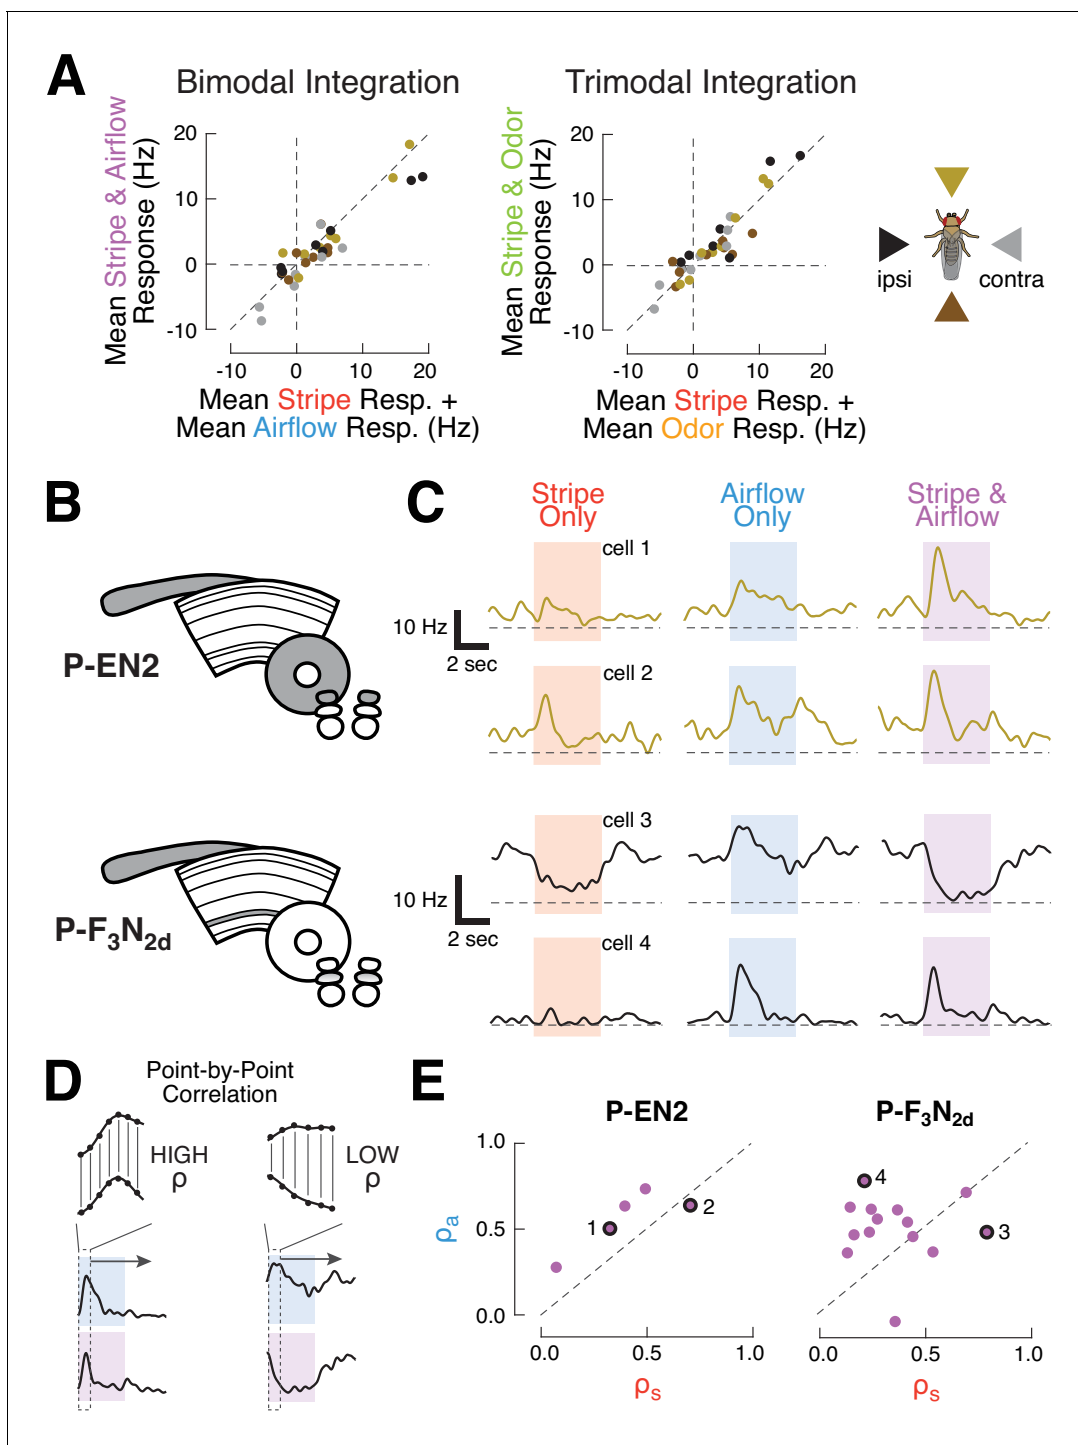 A
Bimodal Integration
Trimodal Integration
Mean Stripe & Airflow
Response (Hz)
20
10
0
-10
-10
0
10
20
Mean Stripe Resp. +
Mean Airflow Resp. (Hz)
Mean Stripe & Odor
Response (Hz)
20
10
0
-10
-10
0
10
20
Mean Stripe Resp. +
Mean Odor Resp. (Hz)
ipsi
contra
B
P-EN2
P-F3N2d
C
Stripe
Only
Airflow
Only
Stripe &
Airflow
cell 1
10 Hz
2 sec
cell 2
cell 3
10 Hz
2 sec
cell 4
D
Point-by-Point
Correlation
HIGH
ρ
LOW
ρ
E
P-EN2
P-F3N2d
ρa
1.0
0.5
0.0
1
2
4
3
0.0
0.5
1.0
0.0
0.5
1.0
ρs
ρs